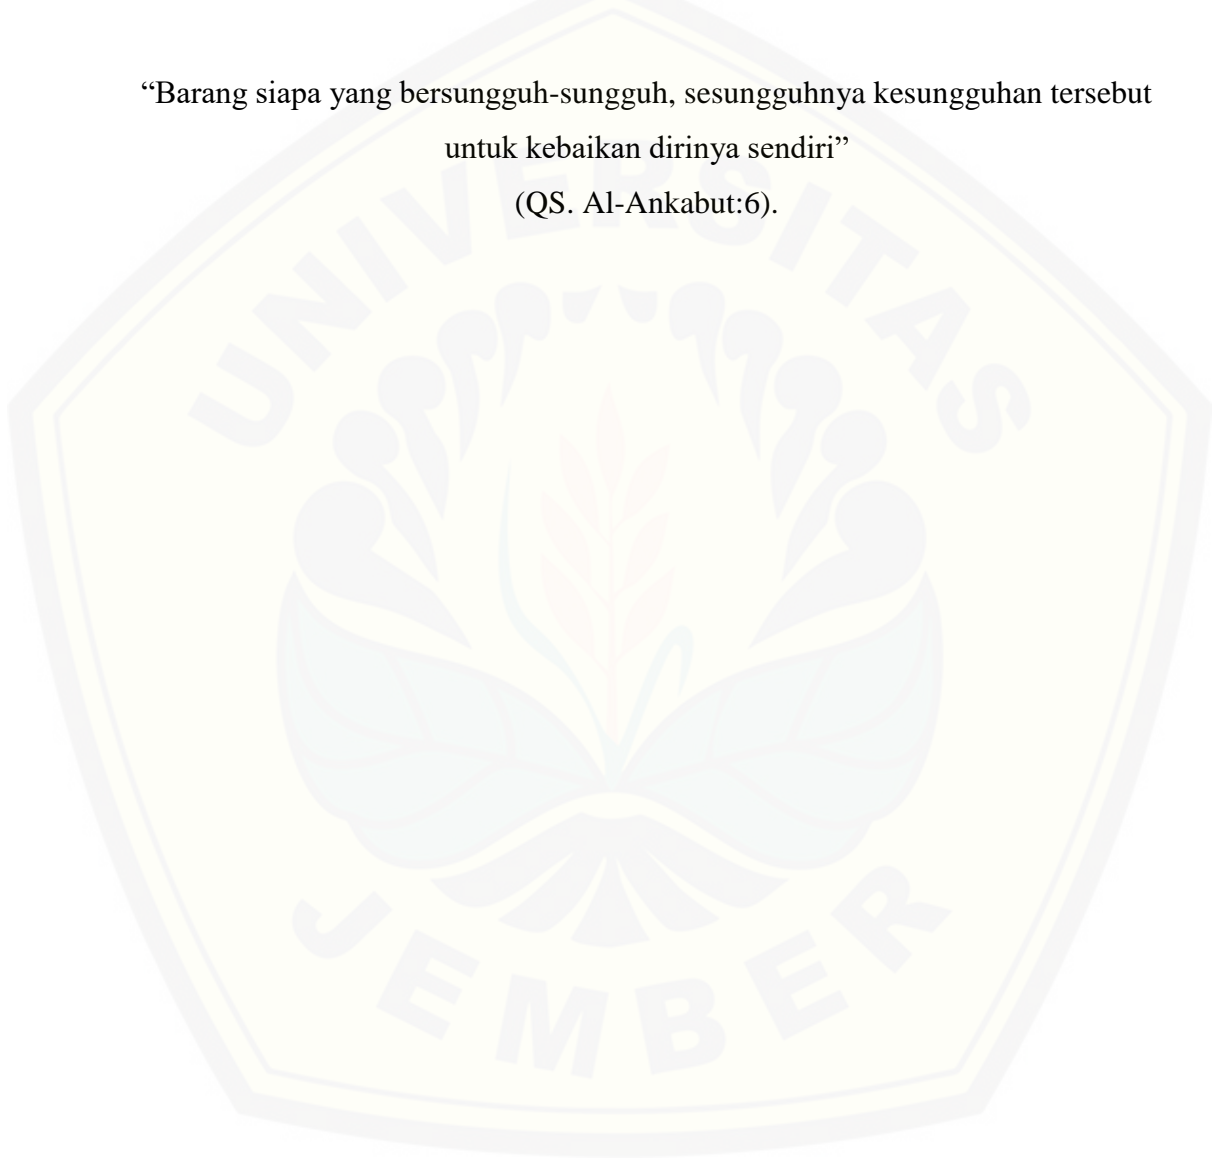 “Barang siapa yang bersungguh-sungguh, sesungguhnya kesungguhan tersebut
untuk kebaikan dirinya sendiri”
(QS. Al-Ankabut:6).
UNIVERSITAS
JEMBER